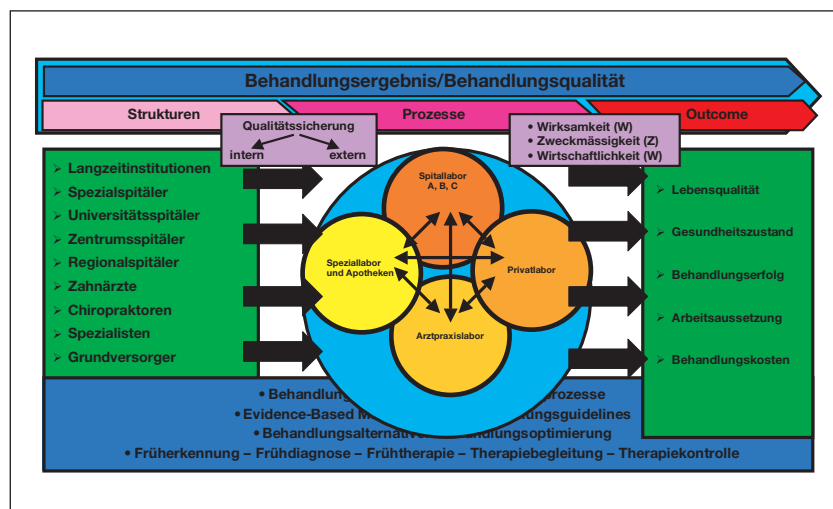 Behandlungsergebnis/Behandlungsqualität
Strukturen
Prozesse
Outcome
Qualitätssicherung
intern extern
• Wirksamkeit (W)
• Zweckmässigkeit (Z)
• Wirtschaftlichkeit (W)
➢ Langzeitinstitutionen
➢ Spezialspitäler
➢ Universitätsspitäler
➢ Zentrumsspitäler
➢ Regionalspitäler
➢ Zahnärzte
➢ Chiropraktoren
➢ Spezialisten
➢ Grundversorger
Spitallabor
A, B, C
Speziallabor
und Apotheken
Privatlabor
Arztpraxislabor
➢ Lebensqualität
➢ Gesundheitszustand
➢ Behandlungserfolg
➢ Arbeitsaussetzung
➢ Behandlungskosten
• Behandlung prozesse
• Evidence-Based M ungsguidelines
• Behandlungsalternativen ndlungsoptimierung
• Früherkennung – Frühdiagnose – Frühtherapie – Therapiebegleitung – Therapiekontrolle